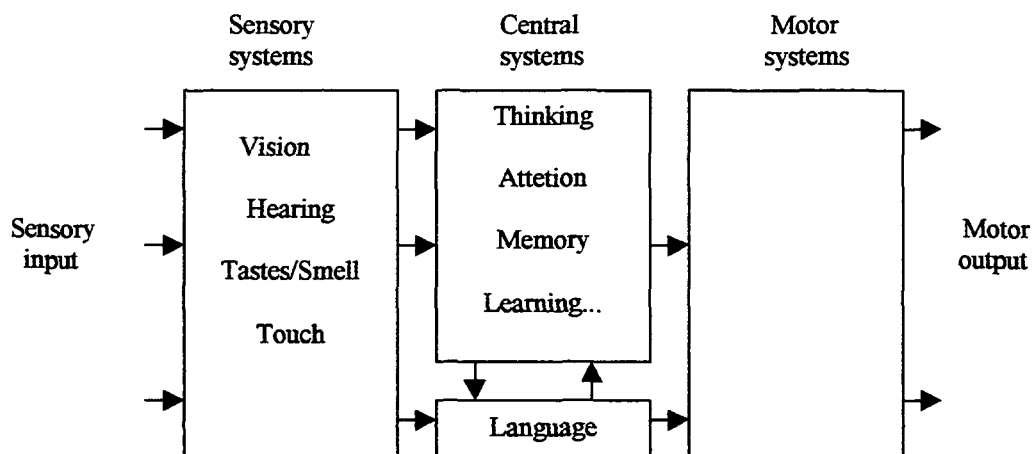 Sensory
systems
Central
systems
Motor
systems
Sensory
input
Vision
Hearing
Tastes/Smell
Touch
Thinking
Attetion
Memory
Learning...
Language
Motor
output